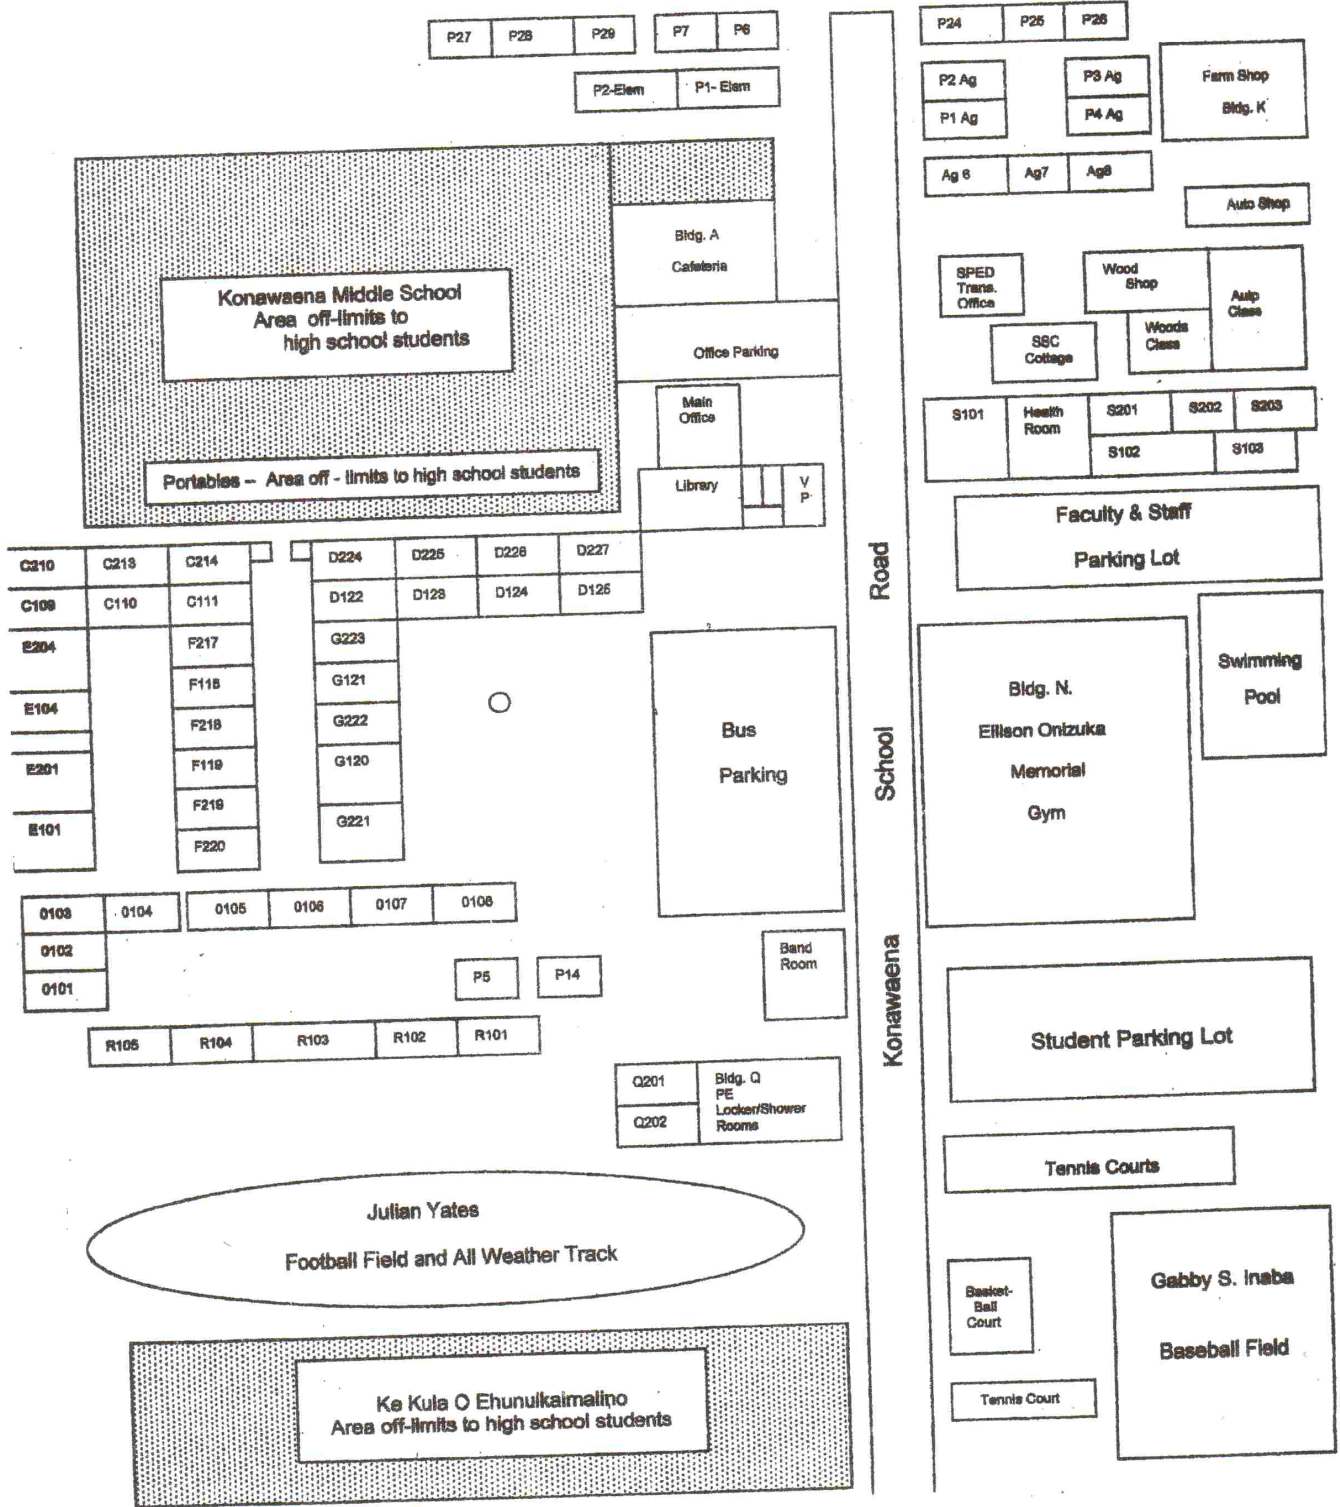 P27 P28 P29 P7 P6
P2-Elem P1- Elem
P24 P25 P26
P2 Ag
P1 Ag
P3 Ag
P4 Ag
Farm Shop
Bldg. K
Ag 6 Ag7 Ag8
Auto Shop
Bldg. A
Cafeteria
Konawaena Middle School
Area off-limits to
high school students
Office Parking
Main
Office
Portables – Area off - limits to high school students
Library
V
P
SPED
Trans.
Office
Wood
Shop
Woods
Class
SSC
Cottage
S101
Health
Room
S201 S202 S203
S102 S103
Faculty & Staff
Parking Lot
C210 C213 C214
C109 C110 C111
D224 D225 D226 D227
D122 D123 D124 D125
E204
E104
E201
E101
F217
F118
F218
F119
F219
F220
G223
G121
G222
G120
G221
Bus
Parking
Konawaena School Road
Bldg. N.
Ellison Onizuka
Memorial
Gym
Swimming
Pool
0103 0104 0105 0106 0107 0108
0102
0101
P5 P14
Band
Room
R105 R104 R103 R102 R101
Q201
Q202
Bldg. Q
PE
Locker/Shower
Rooms
Student Parking Lot
Tennis Courts
Julian Yates
Football Field and All Weather Track
Basket-
Ball
Court
Gabby S. Inaba
Baseball Field
Tennis Court
Ke Kula O Ehunuikaimalino
Area off-limits to high school students